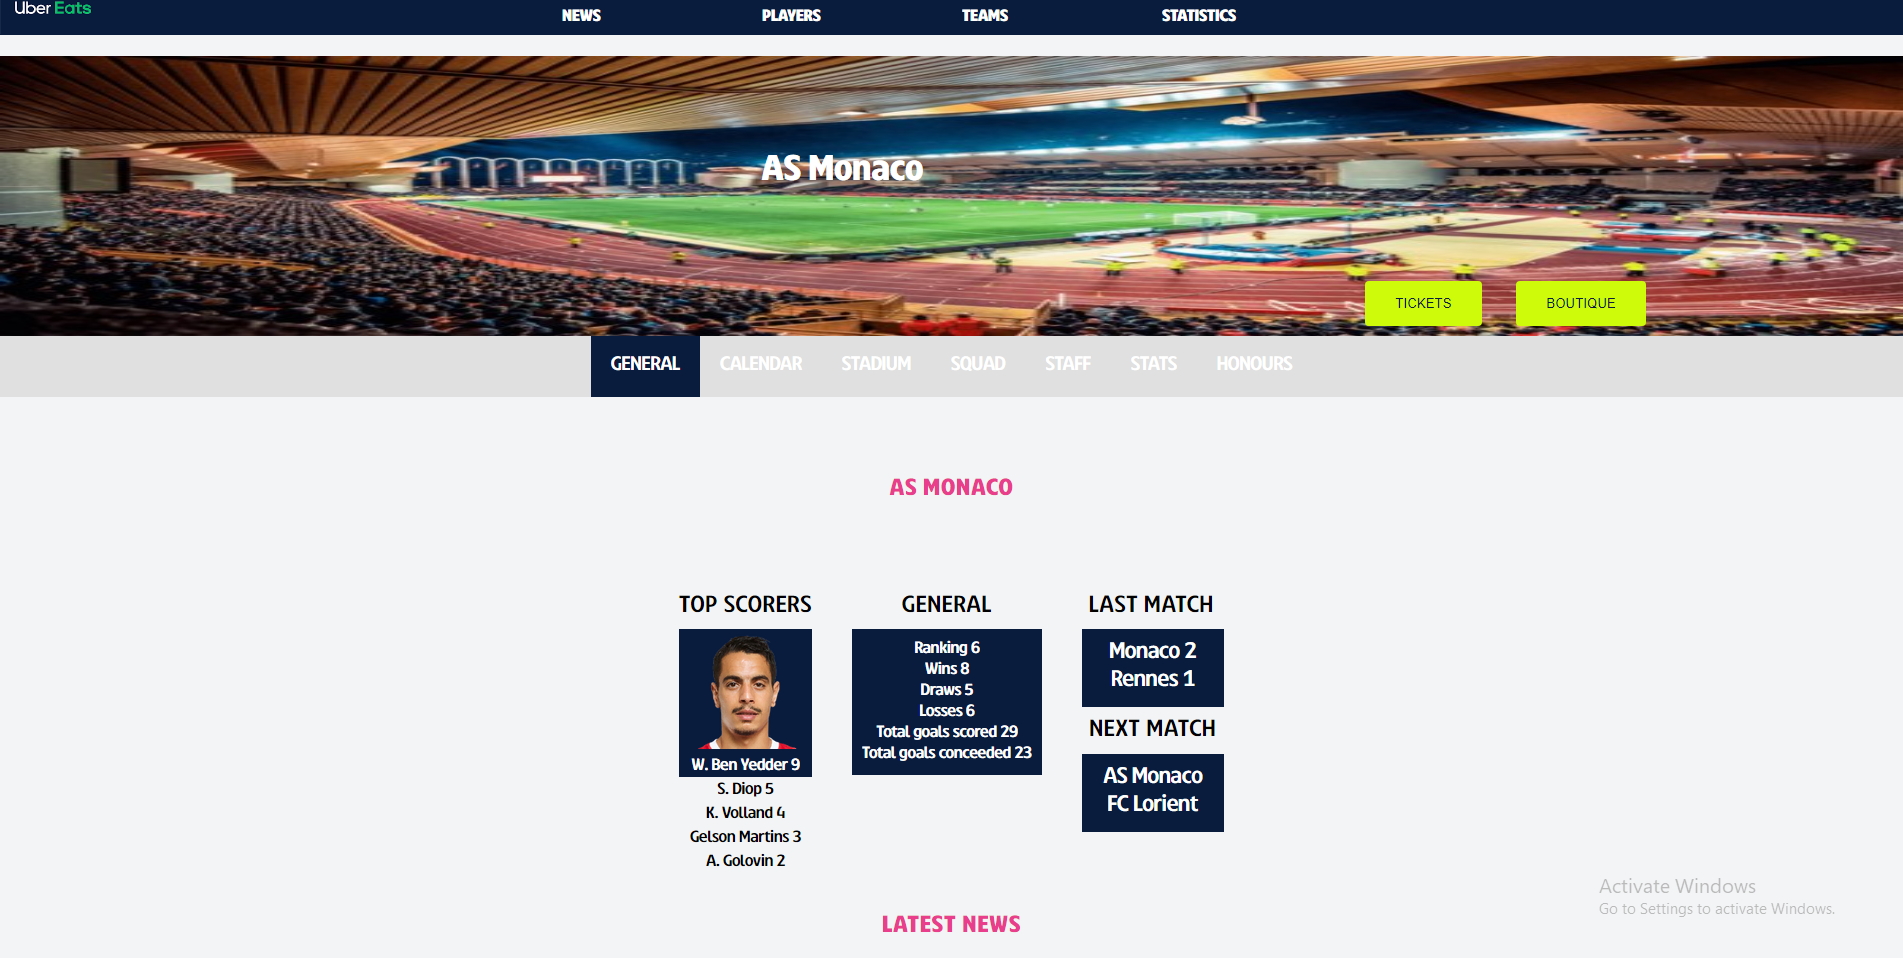 Uber Eats
NEWS PLAYERS TEAMS STATISTICS
AS Monaco
TICKETS BOUTIQUE
GENERAL CALENDAR STADIUM SQUAD STAFF STATS HONOURS
AS MONACO
TOP SCORERS
W. Ben Yedder 9
S. Diop 5
K. Volland 4
Gelson Martins 3
A. Golovin 2
GENERAL
Ranking 6
Wins 8
Draws 5
Losses 6
Total goals scored 29
Total goals conceeded 23
LAST MATCH
Monaco 2
Rennes 1
NEXT MATCH
AS Monaco
FC Lorient
LATEST NEWS
Activate Windows
Go to Settings to activate Windows.